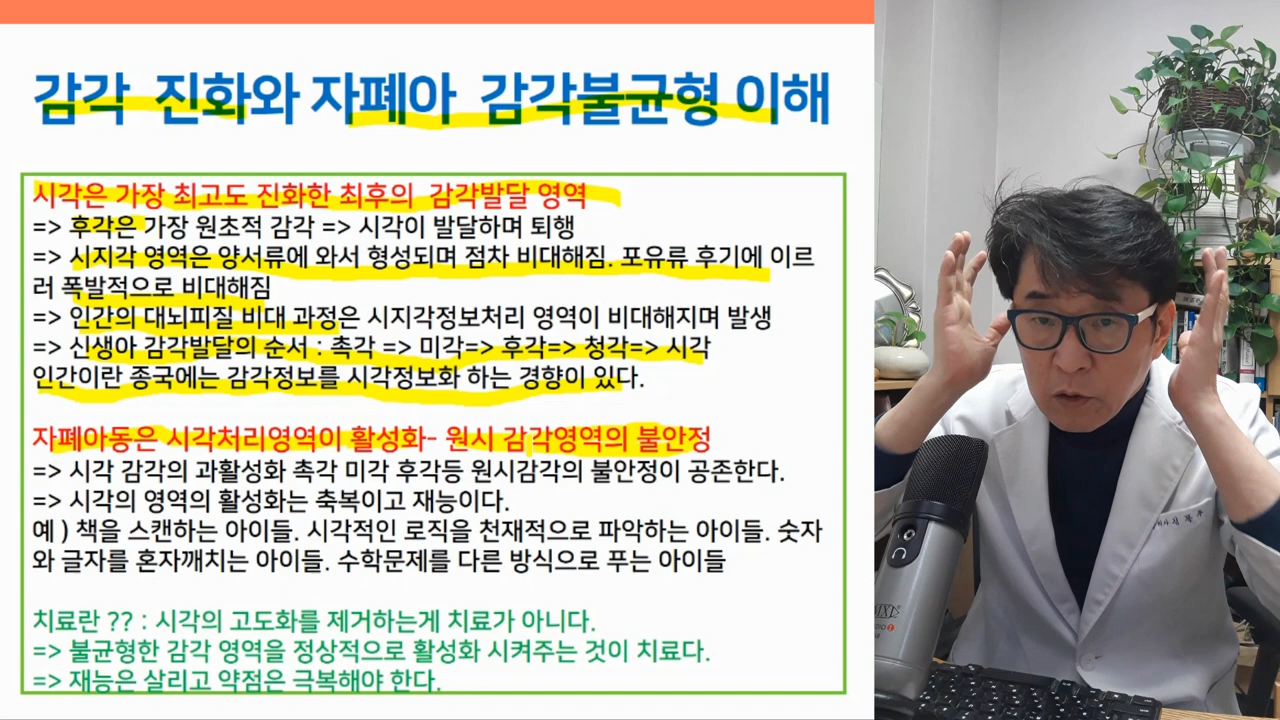 감각 진화와 자폐아 감각불균형 이해
시각은 가장 최고도 진화한 최후의 감각발달 영역
=> 후각은 가장 원초적 감각 => 시각이 발달하며 퇴행
=> 시지각 영역은 양서류에 와서 형성되며 점차 비대해짐. 포유류 후기에 이르
러 폭발적으로 비대해짐
=> 인간의 대뇌피질 비대 과정은 시지각정보처리 영역이 비대해지며 발생
=> 신생아 감각발달의 순서 : 촉각 => 미각=> 후각=> 청각=> 시각
인간이란 종국에는 감각정보를 시각정보화 하는 경향이 있다.
자폐아동은 시각처리영역이 활성화- 원시 감각영역의 불안정
=> 시각 감각의 과활성화 촉각 미각 후각등 원시감각의 불안정이 공존한다.
=> 시각의 영역의 활성화는 축복이고 재능이다.
예 ) 책을 스캔하는 아이들. 시각적인 로직을 천재적으로 파악하는 아이들. 숫자
와 글자를 혼자깨치는 아이들. 수학문제를 다른 방식으로 푸는 아이들
치료란 ?? : 시각의 고도화를 제거하는게 치료가 아니다.
=> 불균형한 감각 영역을 정상적으로 활성화 시켜주는 것이 치료다.
=> 재능은 살리고 약점은 극복해야 한다.
MXL